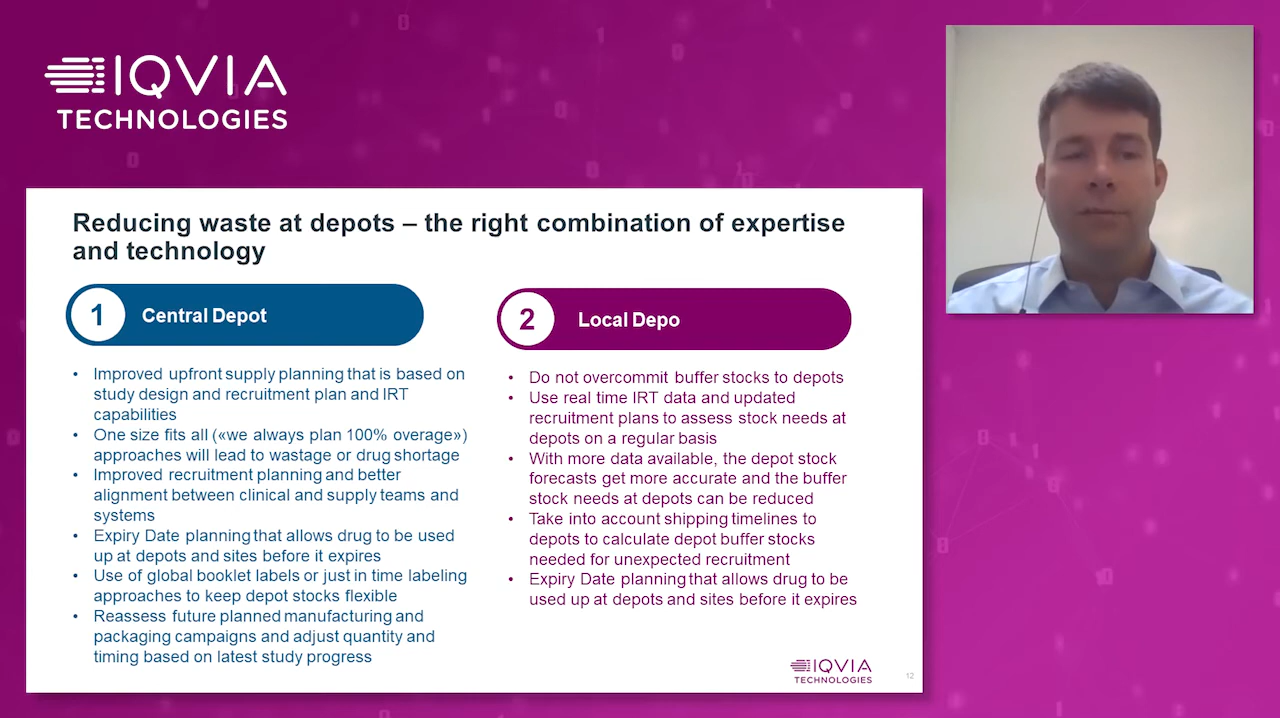 IQVIA
TECHNOLOGIES
Reducing waste at depots – the right combination of expertise
and technology
1
Central Depot
• Improved upfront supply planning that is based on
study design and recruitment plan and IRT
capabilities
• One size fits all («we always plan 100% overage»)
approaches will lead to wastage or drug shortage
• Improved recruitment planning and better
alignment between clinical and supply teams and
systems
• Expiry Date planning that allows drug to be used
up at depots and sites before it expires
• Use of global booklet labels or just in time labeling
approaches to keep depot stocks flexible
• Reassess future planned manufacturing and
packaging campaigns and adjust quantity and
timing based on latest study progress
2
Local Depo
• Do not overcommit buffer stocks to depots
• Use real time IRT data and updated
recruitment plans to assess stock needs at
depots on a regular basis
• With more data available, the depot stock
forecasts get more accurate and the buffer
stock needs at depots can be reduced
• Take into account shipping timelines to
depots to calculate depot buffer stocks
needed for unexpected recruitment
• Expiry Date planning that allows drug to be
used up at depots and sites before it expires
IQVIA
TECHNOLOGIES
12